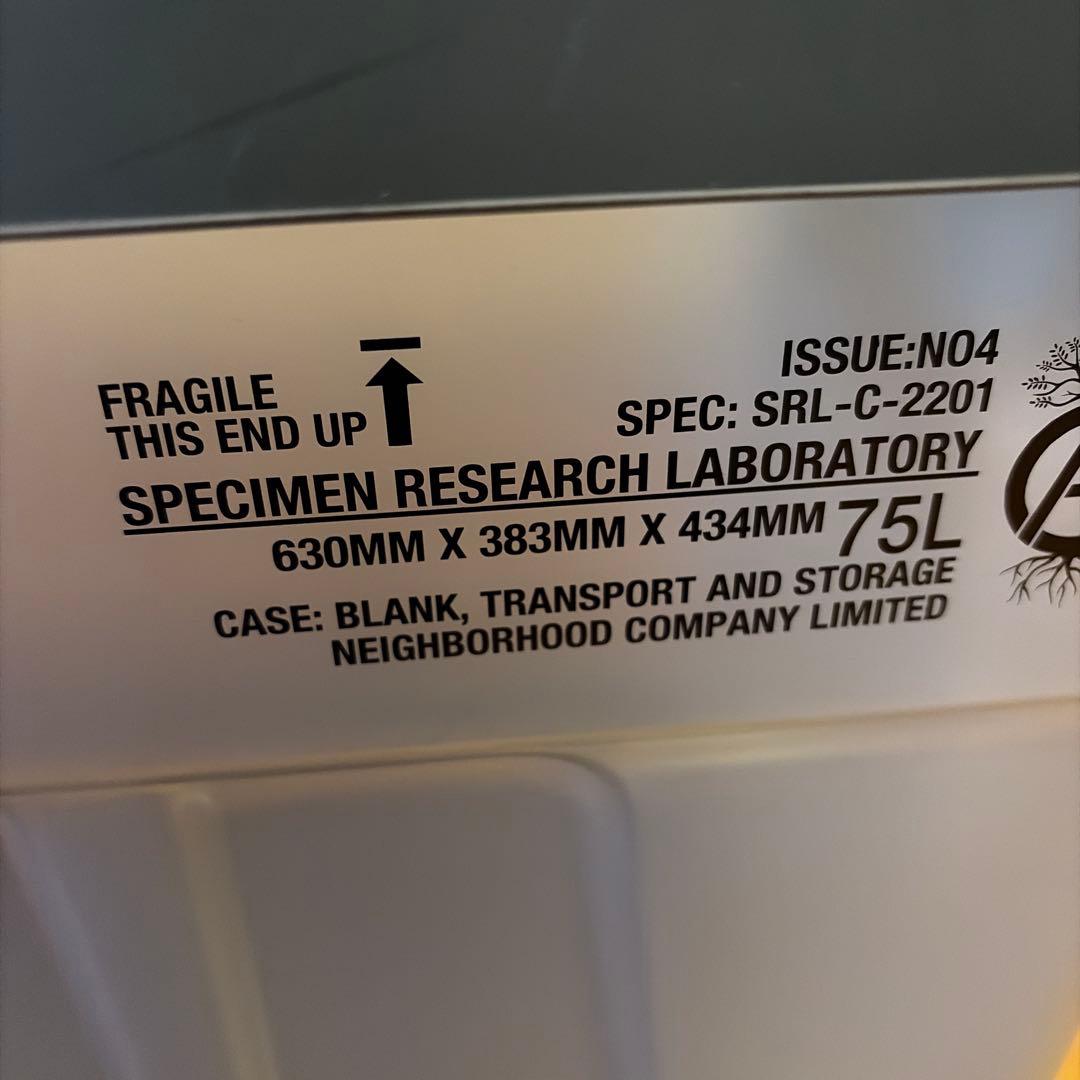 FRAGILE
THIS END UP
ISSUE:NO4
SPEC: SRL-C-2201
SPECIMEN RESEARCH LABORATORY
630MM X 383MM X 434MM 75L
CASE: BLANK, TRANSPORT AND STORAGE
NEIGHBORHOOD COMPANY LIMITED